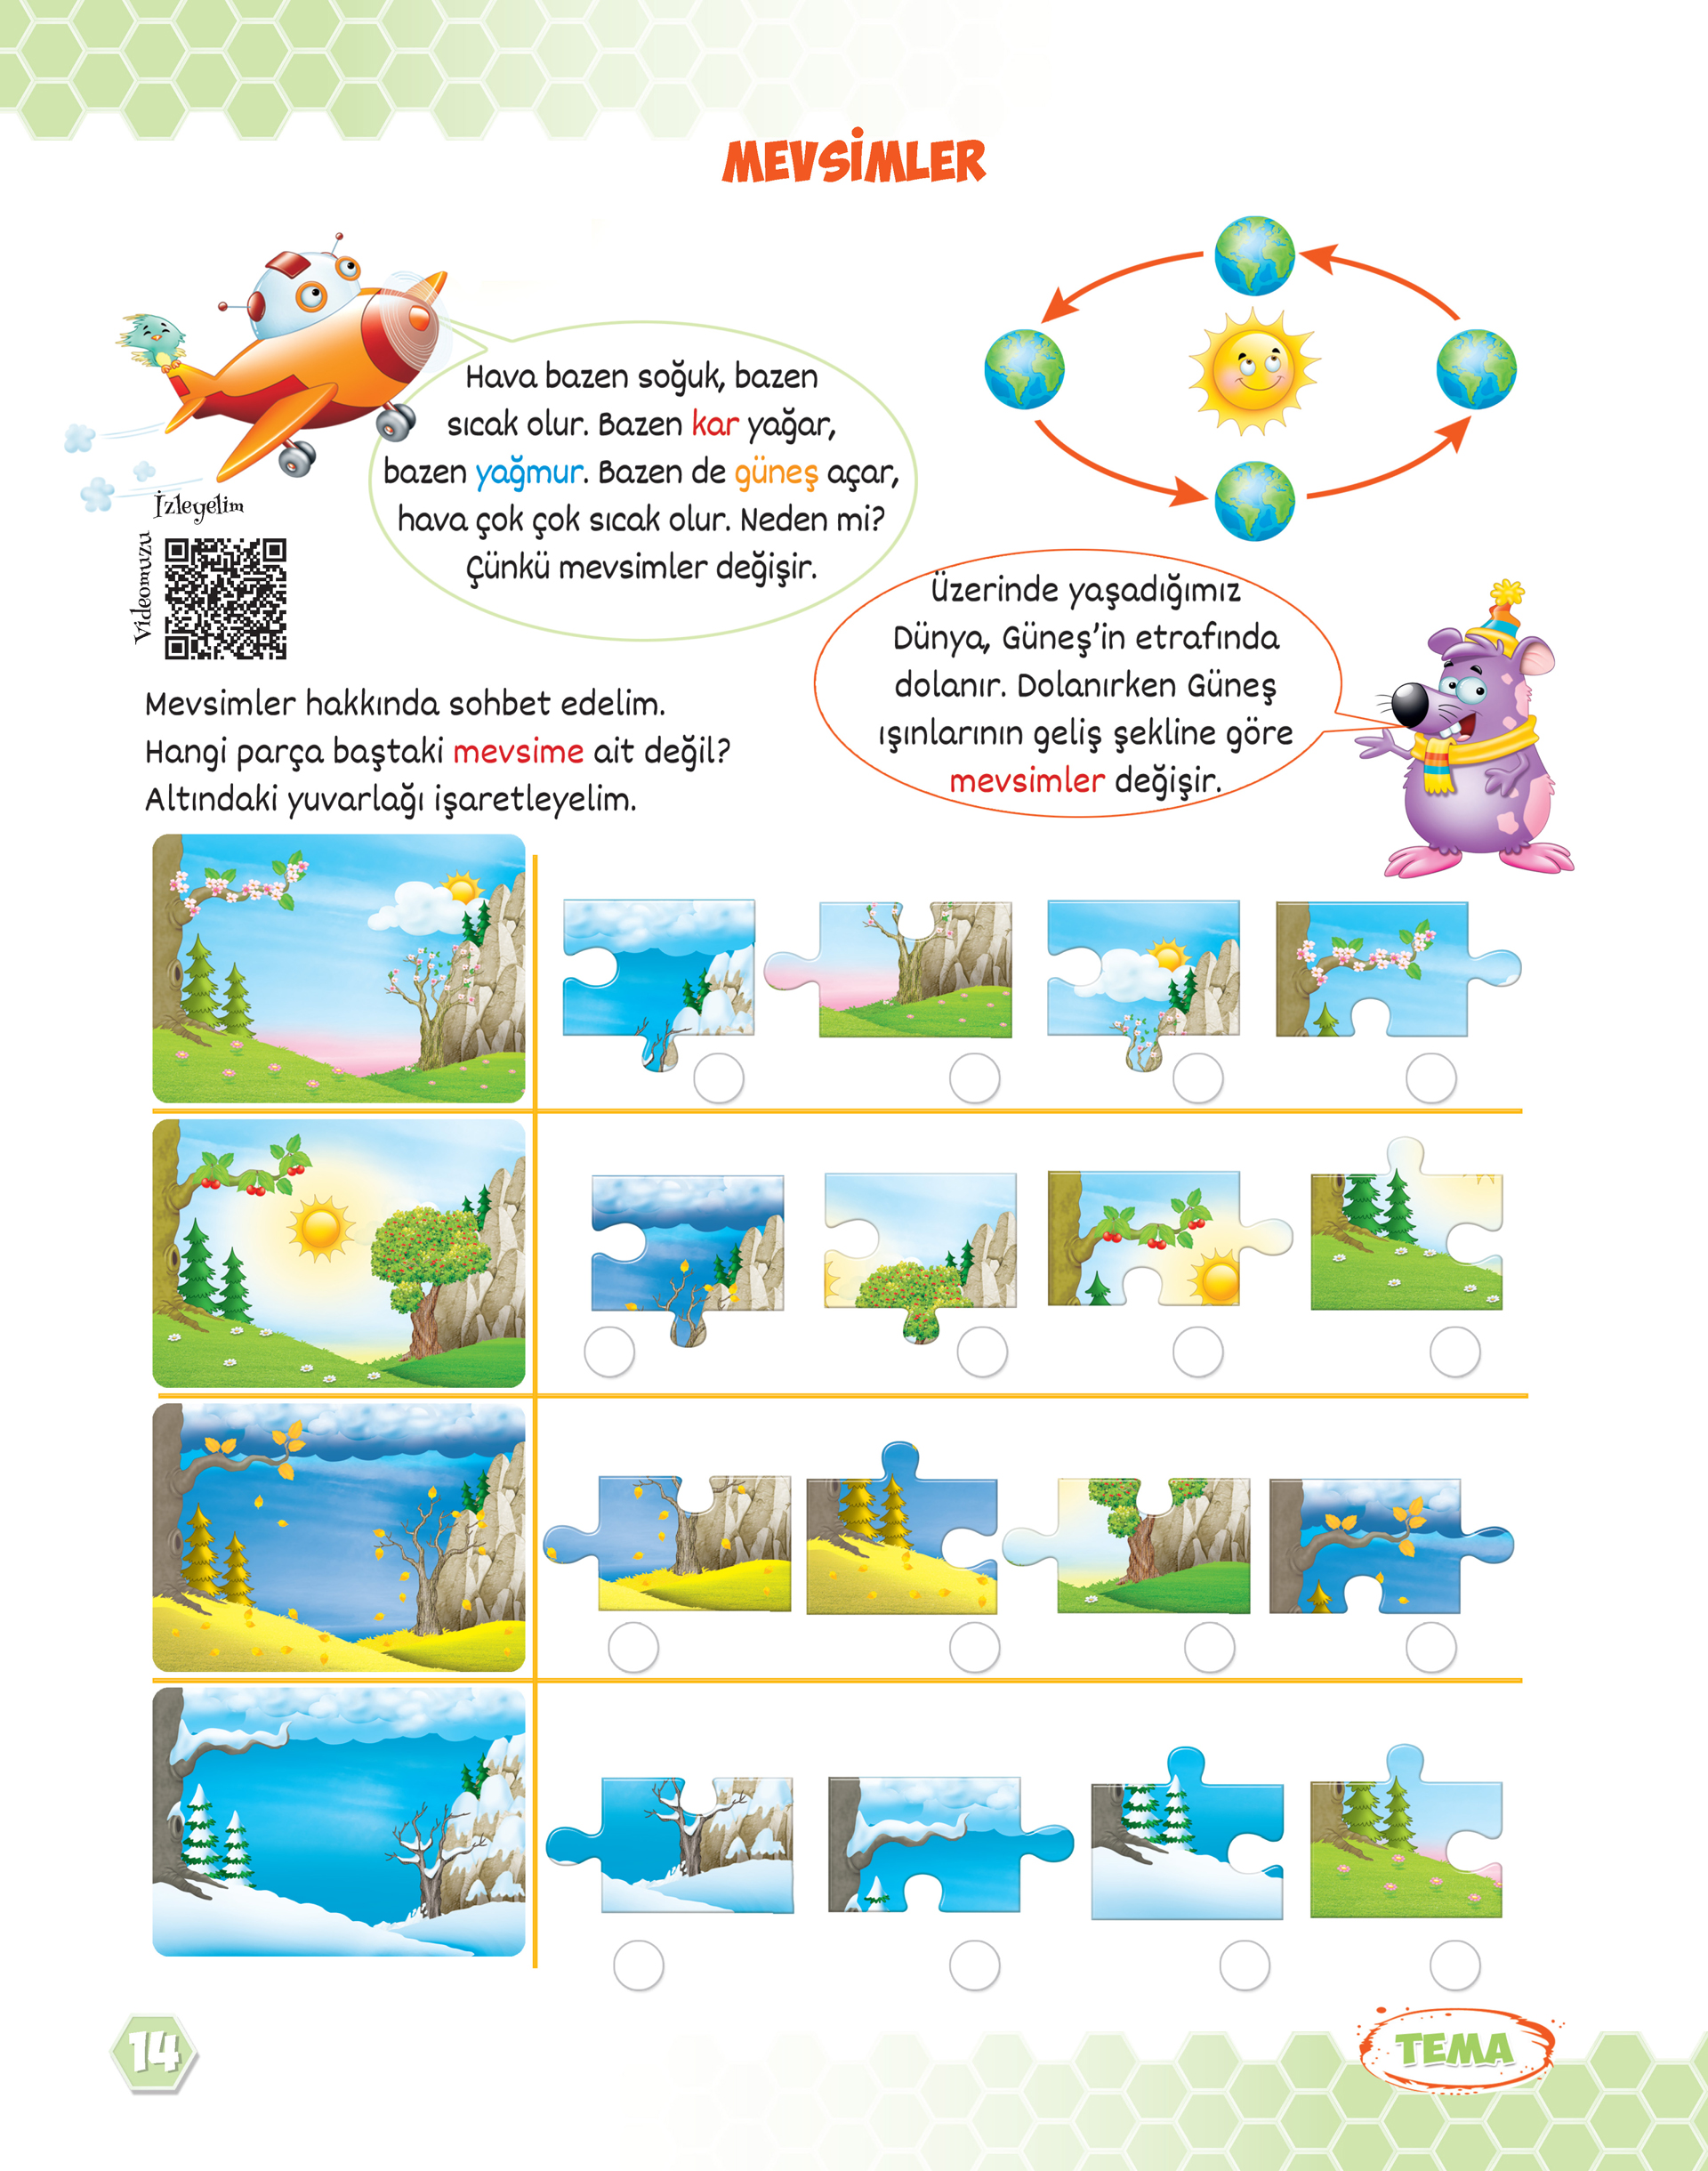 MEVSİMLER
Hava bazen soğuk, bazen
sıcak olur. Bazen kar yağar,
bazen yağmur. Bazen de güneş açar,
hava çok çok sıcak olur. Neden mi?
Çünkü mevsimler değişir.
İzleyelim
Videomuzu
Üzerinde yaşadığımız
Dünya, Güneş’in etrafında
dolanır. Dolanırken Güneş
ışınlarının geliş şekline göre
mevsimler değişir.
Mevsimler hakkında sohbet edelim.
Hangi parça baştaki mevsime ait değil?
Altındaki yuvarlağı işaretleyelim.
14
TEMA